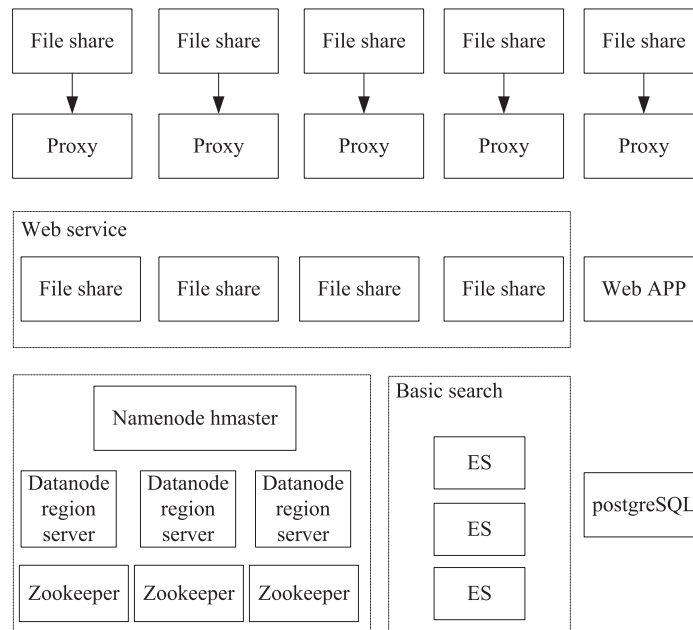 File share File share File share File share File share
Proxy Proxy Proxy Proxy Proxy
Web service
File share File share File share File share Web APP
Namenode hmaster
Datanode region server
Datanode region server
Datanode region server
Zookeeper Zookeeper Zookeeper
Basic search
ES
ES
ES
postgreSQL